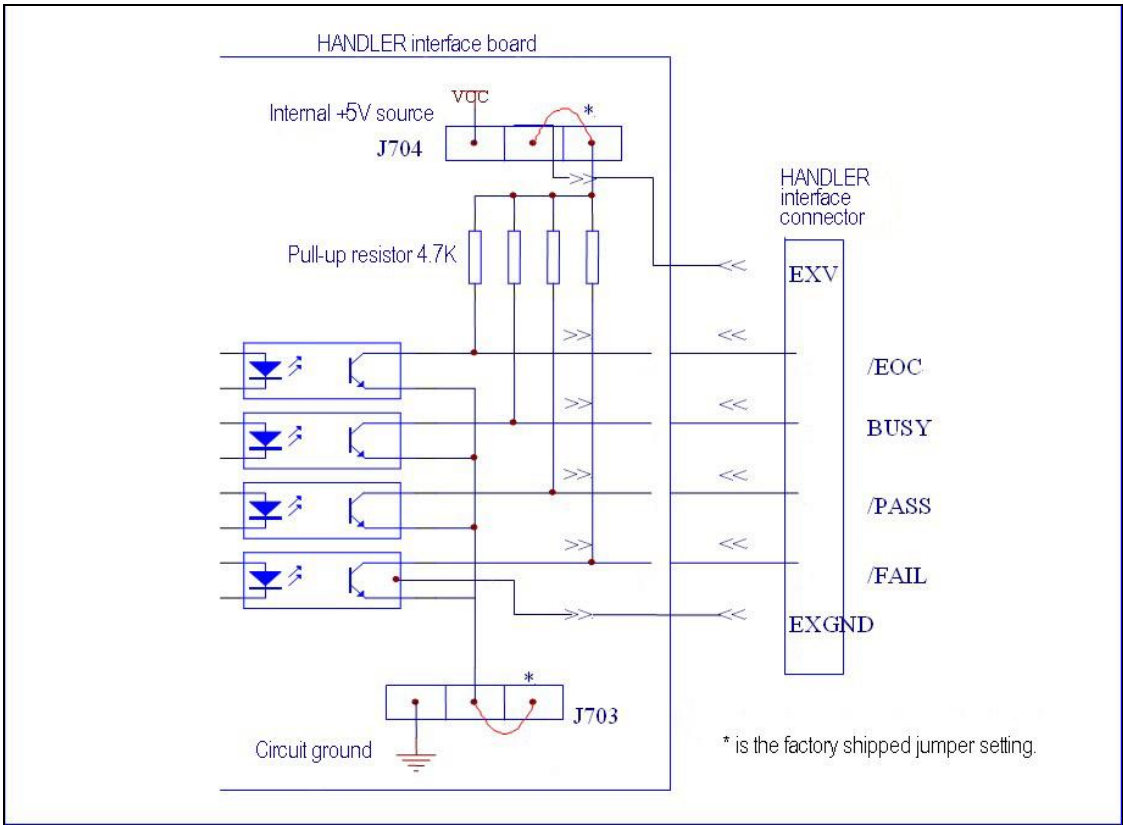 HANDLER interface board
VCC
Internal +5V source
*
J704
HANDLER
interface
connector
Pull-up resistor 4.7K
EXV
/EOC
BUSY
/PASS
/FAIL
EXGND
*
J703
Circuit ground
* is the factory shipped jumper setting.